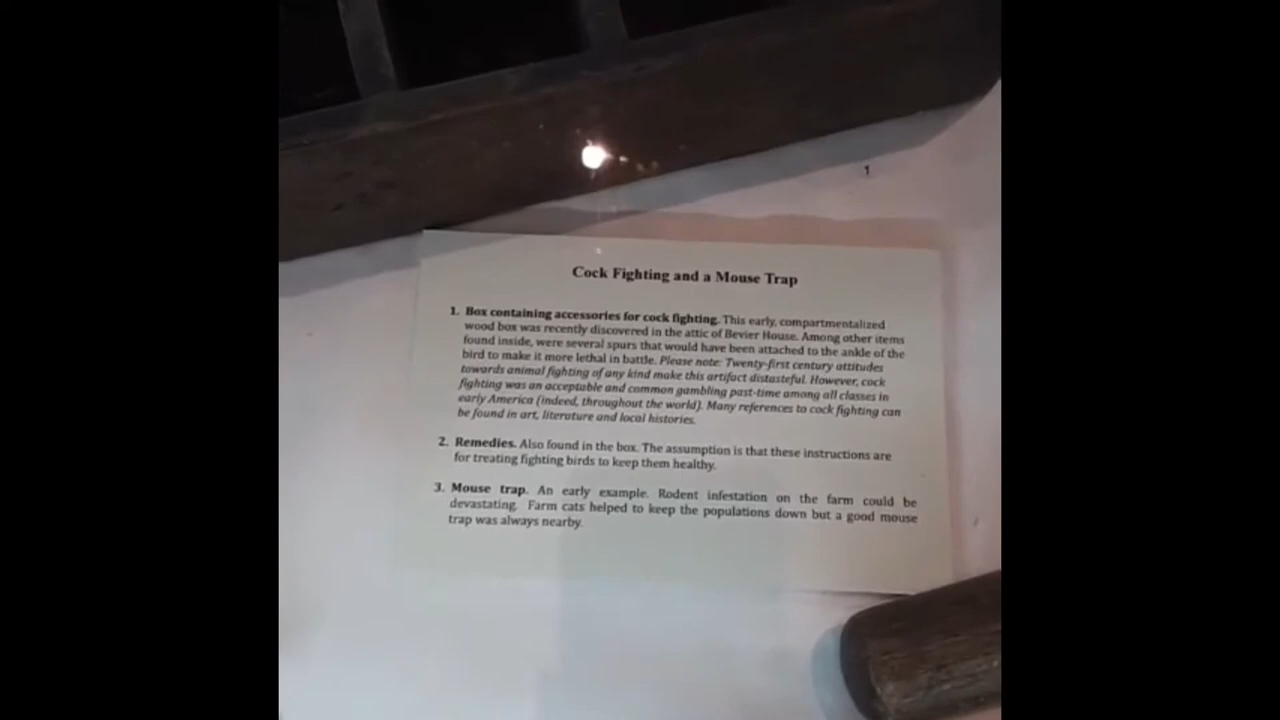 1
Cock Fighting and a Mouse Trap
1. Box containing accessories for cock fighting. This early, compartmentalized
wood box was recently discovered in the attic of Bevier House. Among other items
found inside, were several spurs that would have been attached to the ankle of the
bird to make it more lethal in battle. Please note: Twenty-first century attitudes
towards animal fighting of any kind make this artifact distasteful. However, cock
fighting was an acceptable and common gambling past-time among all classes in
early America (indeed, throughout the world). Many references to cock fighting can
be found in art, literature and local histories.
2. Remedies. Also found in the box. The assumption is that these instructions are
for treating fighting birds to keep them healthy.
3. Mouse trap. An early example. Rodent infestation on the farm could be
devastating. Farm cats helped to keep the populations down but a good mouse
trap was always nearby.